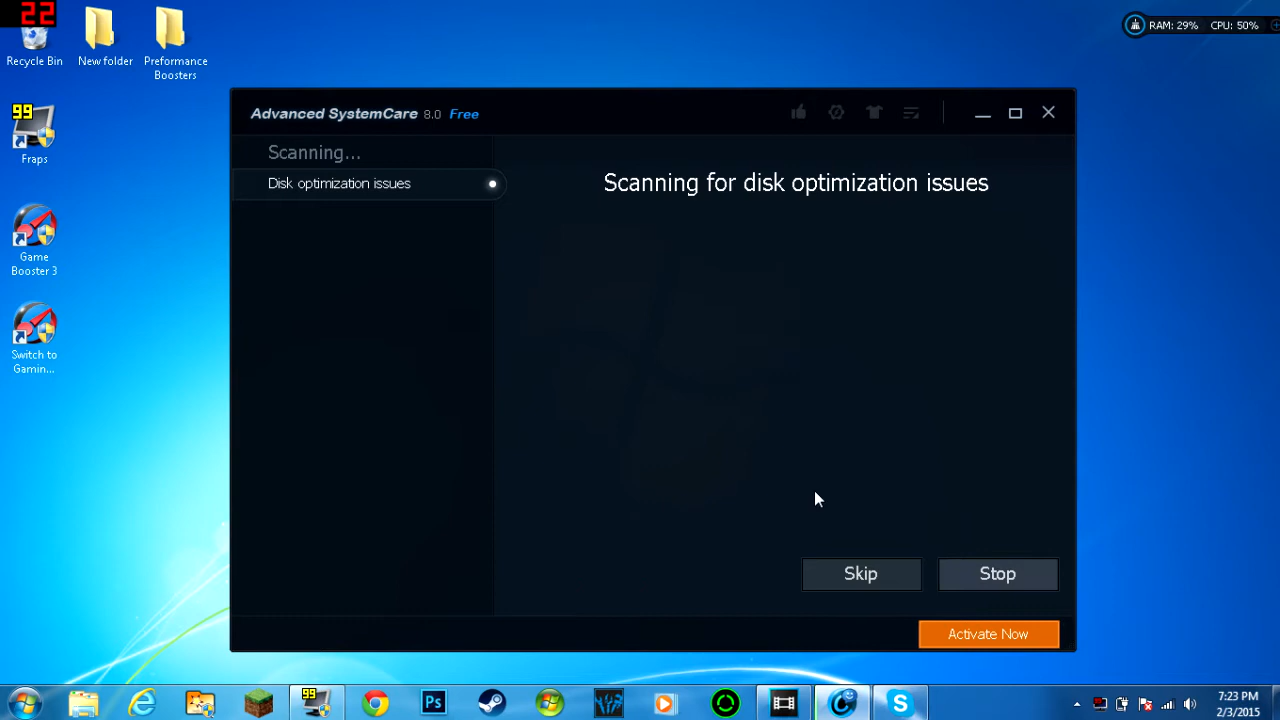 22
RAM: 29% CPU: 50%
Recycle Bin
New folder
Preformance
Boosters
99
Fraps
Game
Booster 3
Switch to
Gamin...
Advanced SystemCare 8.0 Free
Scanning...
Disk optimization issues
Scanning for disk optimization issues
Skip
Stop
Activate Now
99
Ps
7:23 PM
2/3/2015